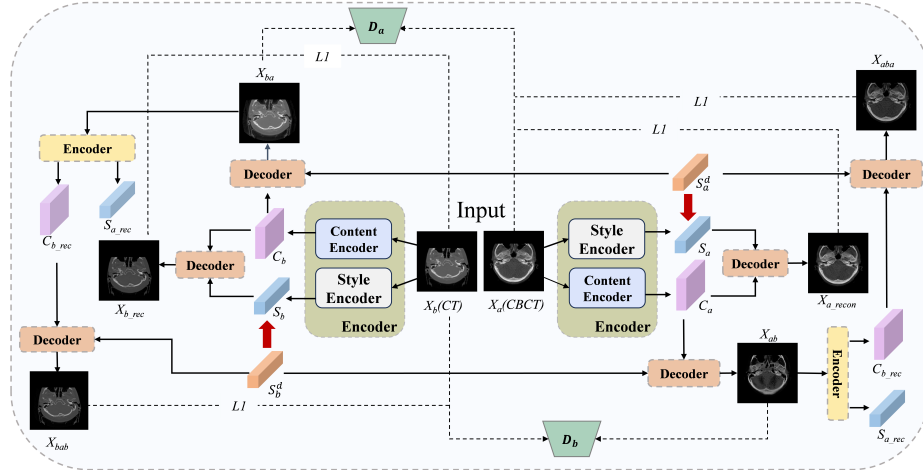 D_a
L1
X_ba
X_aba
L1
L1
Encoder
Decoder
Decoder
S_a^d
Input
C_b_rec
S_a_rec
C_b
Content
Encoder
Style
Encoder
S_a
Decoder
Decoder
X_b_rec
Style
Encoder
S_b
Content
Encoder
C_a
X_b(CT)
X_a(CBCT)
X_a_recon
Encoder
Encoder
Decoder
X_ab
Decoder
Encoder
C_b_rec
S_b^d
L1
X_bab
D_b
S_a_rec